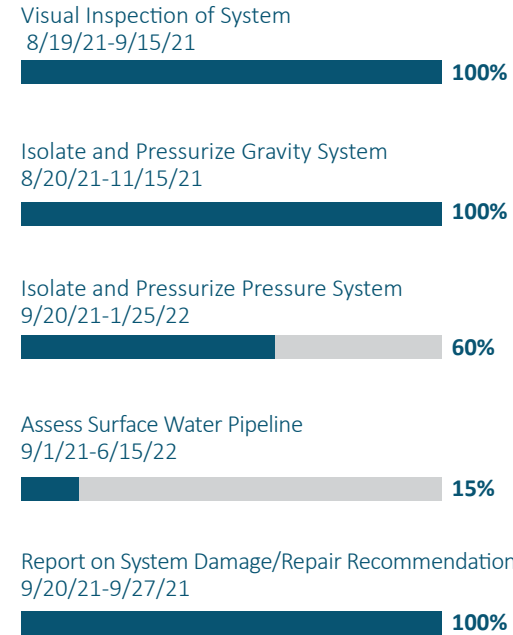 Visual Inspection of System
8/19/21-9/15/21
100%
Isolate and Pressurize Gravity System
8/20/21-11/15/21
100%
Isolate and Pressurize Pressure System
9/20/21-1/25/22
60%
Assess Surface Water Pipeline
9/1/21-6/15/22
15%
Report on System Damage/Repair Recommendation
9/20/21-9/27/21
100%